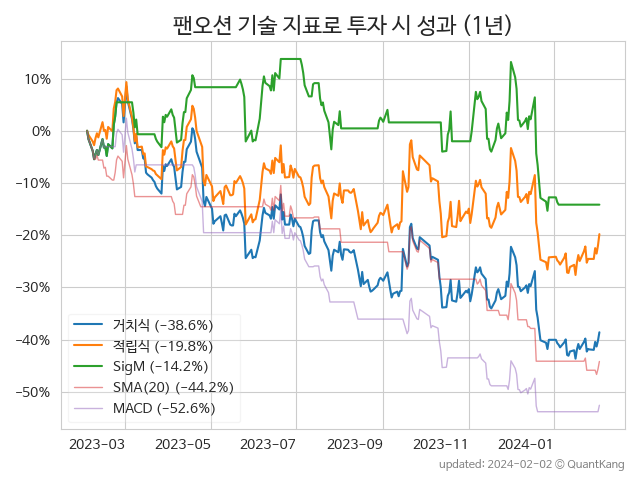 팬오션 기술 지표로 투자 시 성과 (1년)
10%
0%
−10%
−20%
−30%
−40%
−50%
거치식 (−38.6%)
적립식 (−19.8%)
SigM (−14.2%)
SMA(20) (−44.2%)
MACD (−52.6%)
2023−03 2023−05 2023−07 2023−09 2023−11 2024−01
updated: 2024−02−02 © QuantKang